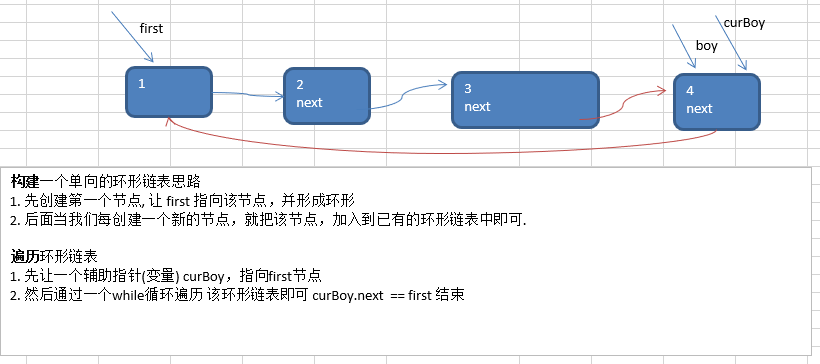 first
curBoy
boy
1
2
next
3
next
4
next
构建一个单向的环形链表思路
1. 先创建第一个节点, 让 first 指向该节点，并形成环形
2. 后面当我们每创建一个新的节点，就把该节点，加入到已有的环形链表中即可.
遍历环形链表
1. 先让一个辅助指针(变量) curBoy，指向first节点
2. 然后通过一个while循环遍历 该环形链表即可 curBoy.next == first 结束